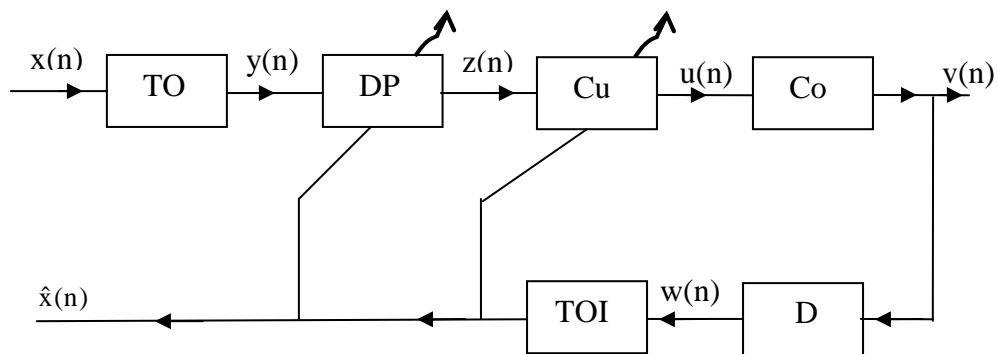 x(n)
TO
y(n)
DP
z(n)
Cu
u(n)
Co
v(n)
x̂(n)
TOI
w(n)
D